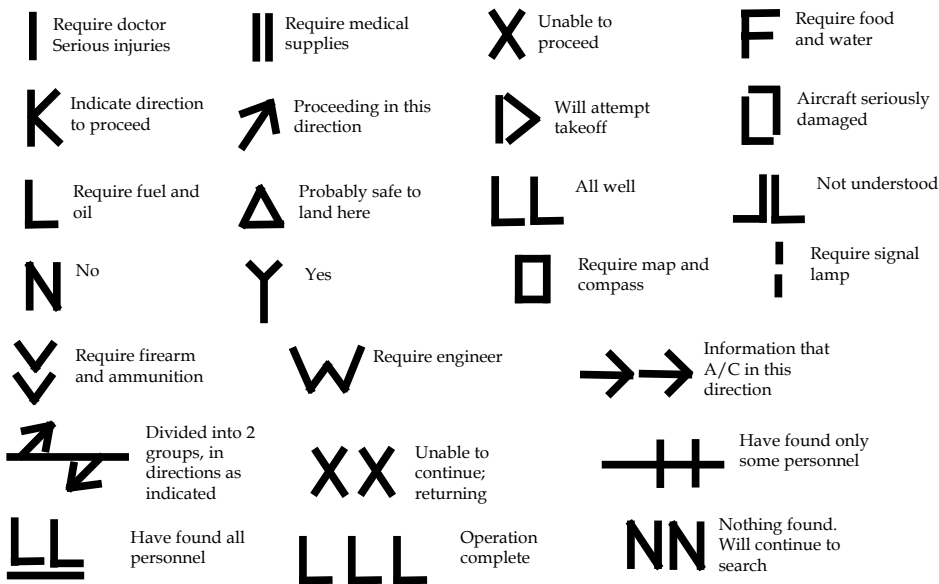 Require doctor
Serious injuries
Require medical
supplies
Unable to
proceed
F
Require food
and water
K
Indicate direction
to proceed
Proceeding in this
direction
Will attempt
takeoff
Aircraft seriously
damaged
L
Require fuel and
oil
Probably safe to
land here
LL
All well
Not understood
N
No
Y
Yes
Require map and
compass
Require signal
lamp
Require firearm
and ammunition
W
Require engineer
Information that
A/C in this
direction
Divided into 2
groups, in
directions as
indicated
XX
Unable to
continue;
returning
Have found only
some personnel
LL
Have found all
personnel
L L L
Operation
complete
NN
Nothing found.
Will continue to
search